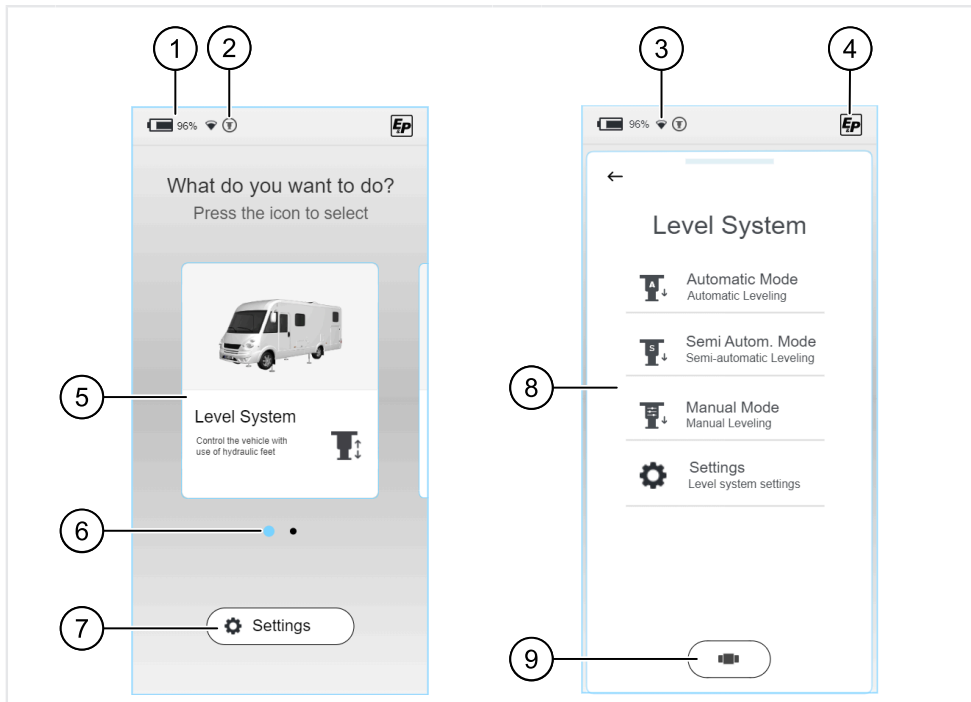 1
2
3
4
96%
E&P
What do you want to do?
Press the icon to select
Level System
Control the vehicle with
use of hydraulic feet
Settings
5
6
7
96%
E&P
←
Level System
A
Automatic Mode
Automatic Leveling
S
Semi Autom. Mode
Semi-automatic Leveling
Manual Mode
Manual Leveling
Settings
Level system settings
8
9